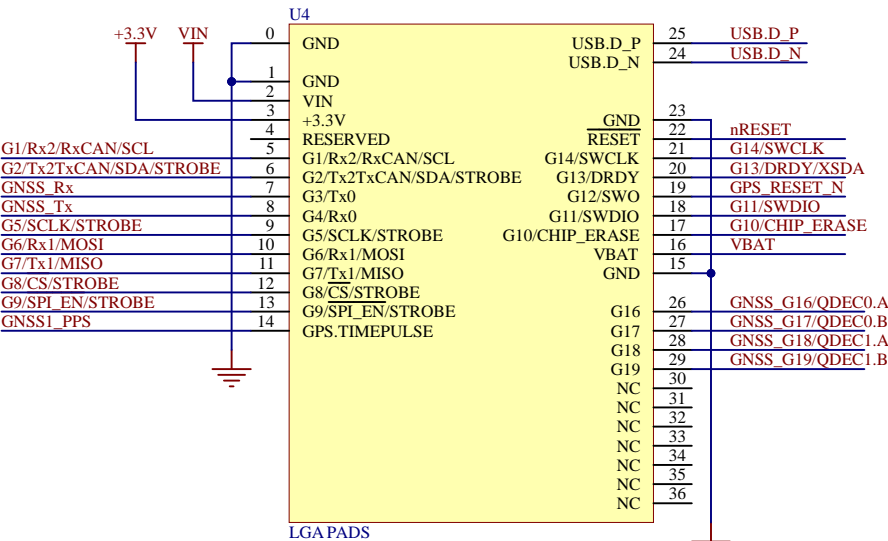 U4
+3.3V
VIN
0
GND
1
GND
2
VIN
3
+3.3V
4
RESERVED
G1/Rx2/RxCAN/SCL
5
G1/Rx2/RxCAN/SCL
G2/Tx2TxCAN/SDA/STROBE
6
G2/Tx2TxCAN/SDA/STROBE
GNSS_Rx
7
G3/Tx0
GNSS_Tx
8
G4/Rx0
G5/SCLK/STROBE
9
G5/SCLK/STROBE
G6/Rx1/MOSI
10
G6/Rx1/MOSI
G7/Tx1/MISO
11
G7/Tx1/MISO
G8/CS/STROBE
12
G8/CS/STROBE
G9/SPI_EN/STROBE
13
G9/SPI_EN/STROBE
GNSS1_PPS
14
GPS.TIMEPULSE
USB.D_P
25
USB.D_P
USB.D_N
24
USB.D_N
GND
23
RESET
22
nRESET
G14/SWCLK
21
G14/SWCLK
G13/DRDY
20
G13/DRDY/XSDA
G12/SWO
19
GPS_RESET_N
G11/SWDIO
18
G11/SWDIO
G10/CHIP_ERASE
17
G10/CHIP_ERASE
VBAT
16
VBAT
GND
15
G16
26
GNSS_G16/QDEC0.A
G17
27
GNSS_G17/QDEC0.B
G18
28
GNSS_G18/QDEC1.A
G19
29
GNSS_G19/QDEC1.B
NC
30
NC
31
NC
32
NC
33
NC
34
NC
35
NC
36
LGA PADS